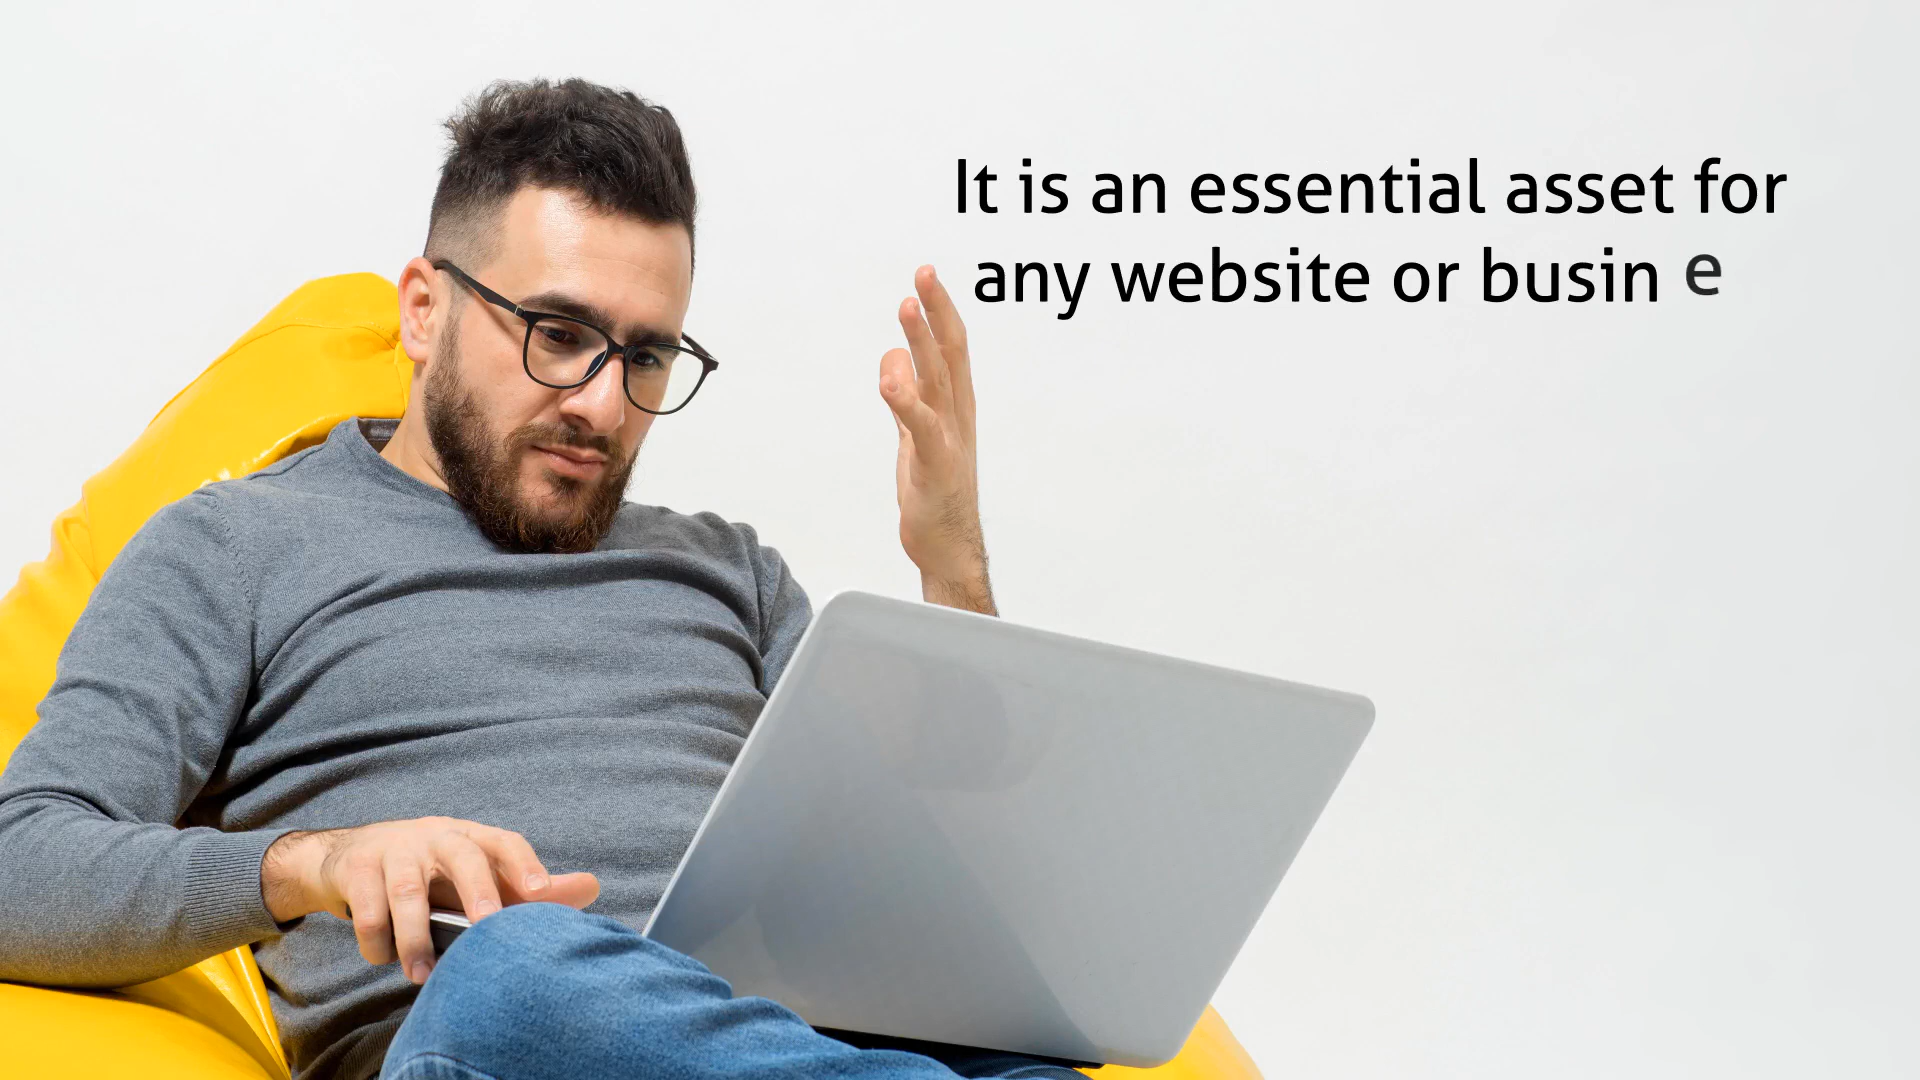 It is an essential asset for
any website or busin e